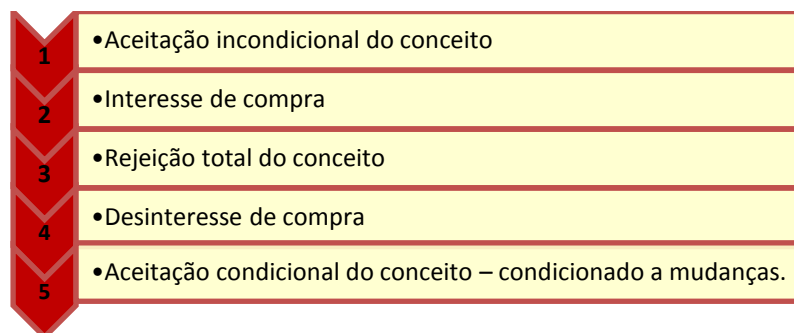 1 •Aceitação incondicional do conceito
2 •Interesse de compra
3 •Rejeição total do conceito
4 •Desinteresse de compra
5 •Aceitação condicional do conceito – condicionado a mudanças.